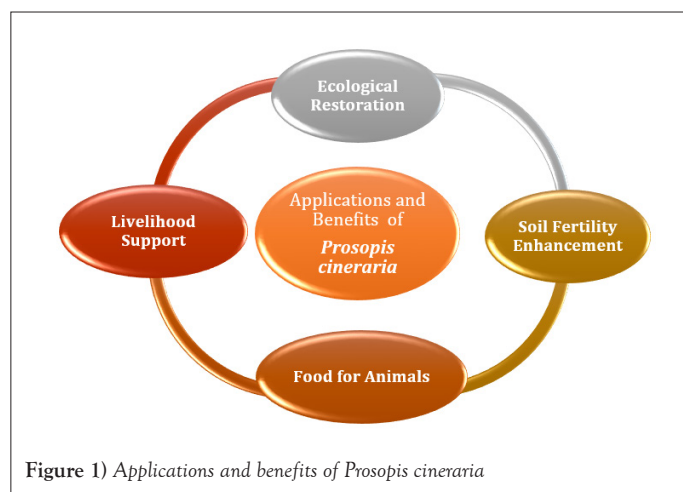 Ecological
Restoration
Livelihood
Support
Applications and
Benefits of
Prosopis
cineraria
Soil Fertility
Enhancement
Food for Animals
Figure 1) Applications and benefits of Prosopis cineraria